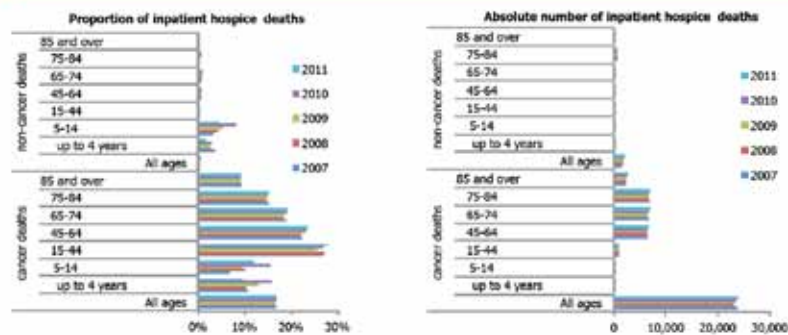 Proportion of inpatient hospice deaths
non-cancer deaths
85 and over
75-84
65-74
45-64
15-44
5-14
up to 4 years
All ages
cancer deaths
85 and over
75-84
65-74
45-64
15-44
5-14
up to 4 years
All ages
0% 10% 20% 30%
2011
2010
2009
2008
2007
Absolute number of inpatient hospice deaths
non-cancer deaths
85 and over
75-84
65-74
45-64
15-44
5-14
up to 4 years
All ages
cancer deaths
85 and over
75-84
65-74
45-64
15-44
5-14
up to 4 years
All ages
0 10,000 20,000 30,000
2011
2010
2009
2008
2007